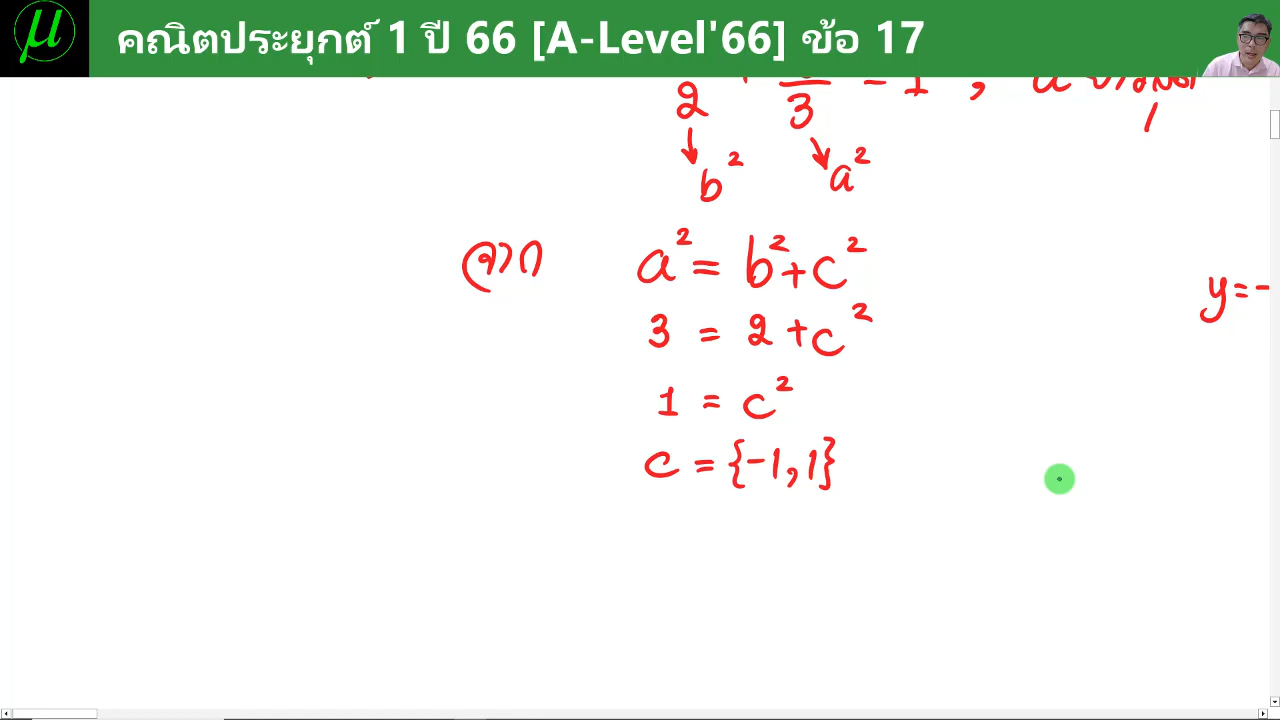 μ
คณิตประยุกต์ 1 ปี 66 [A-Level'66] ข้อ 17
2 3 = 1 ,
b² a²
จาก a² = b² + c²
y = -
3 = 2 + c²
1 = c²
c = {-1, 1}